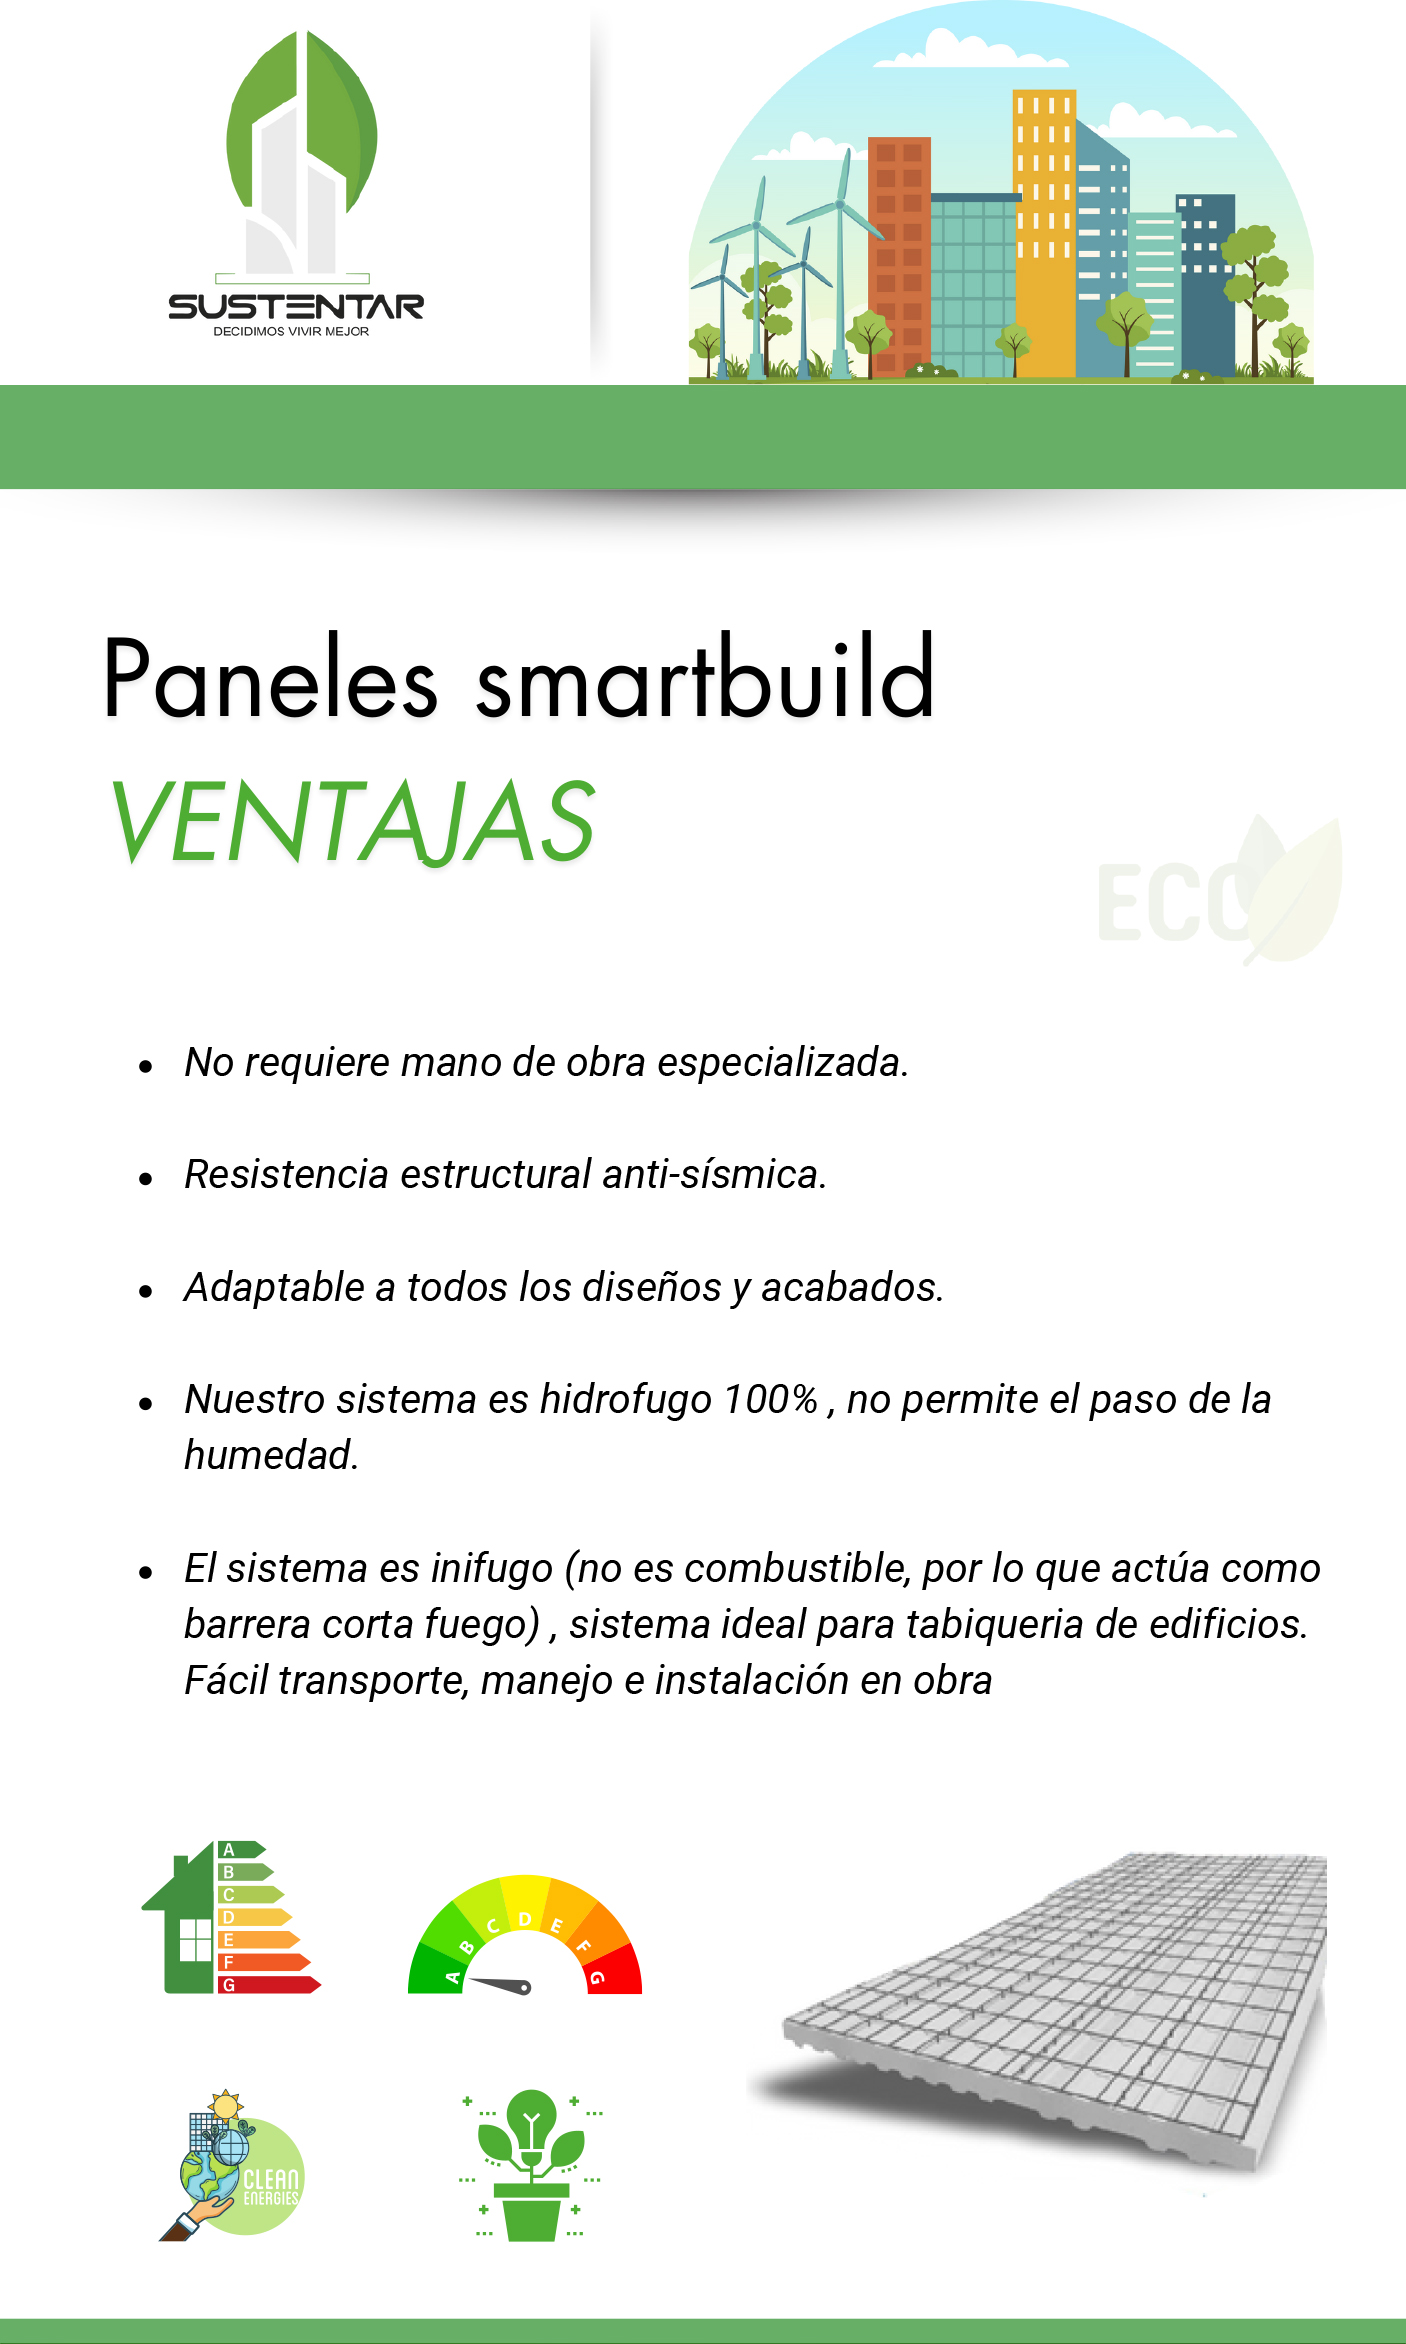 SUSTENTAR
DECIDIMOS VIVIR MEJOR
Paneles smartbuild
VENTAJAS
ECO
• No requiere mano de obra especializada.
• Resistencia estructural anti-sísmica.
• Adaptable a todos los diseños y acabados.
• Nuestro sistema es hidrofugo 100% , no permite el paso de la
humedad.
• El sistema es inifugo (no es combustible, por lo que actúa como
barrera corta fuego) , sistema ideal para tabiqueria de edificios.
Fácil transporte, manejo e instalación en obra
A
B
C
D
E
F
G
A B C D E F G
CLEAN
ENERGIES